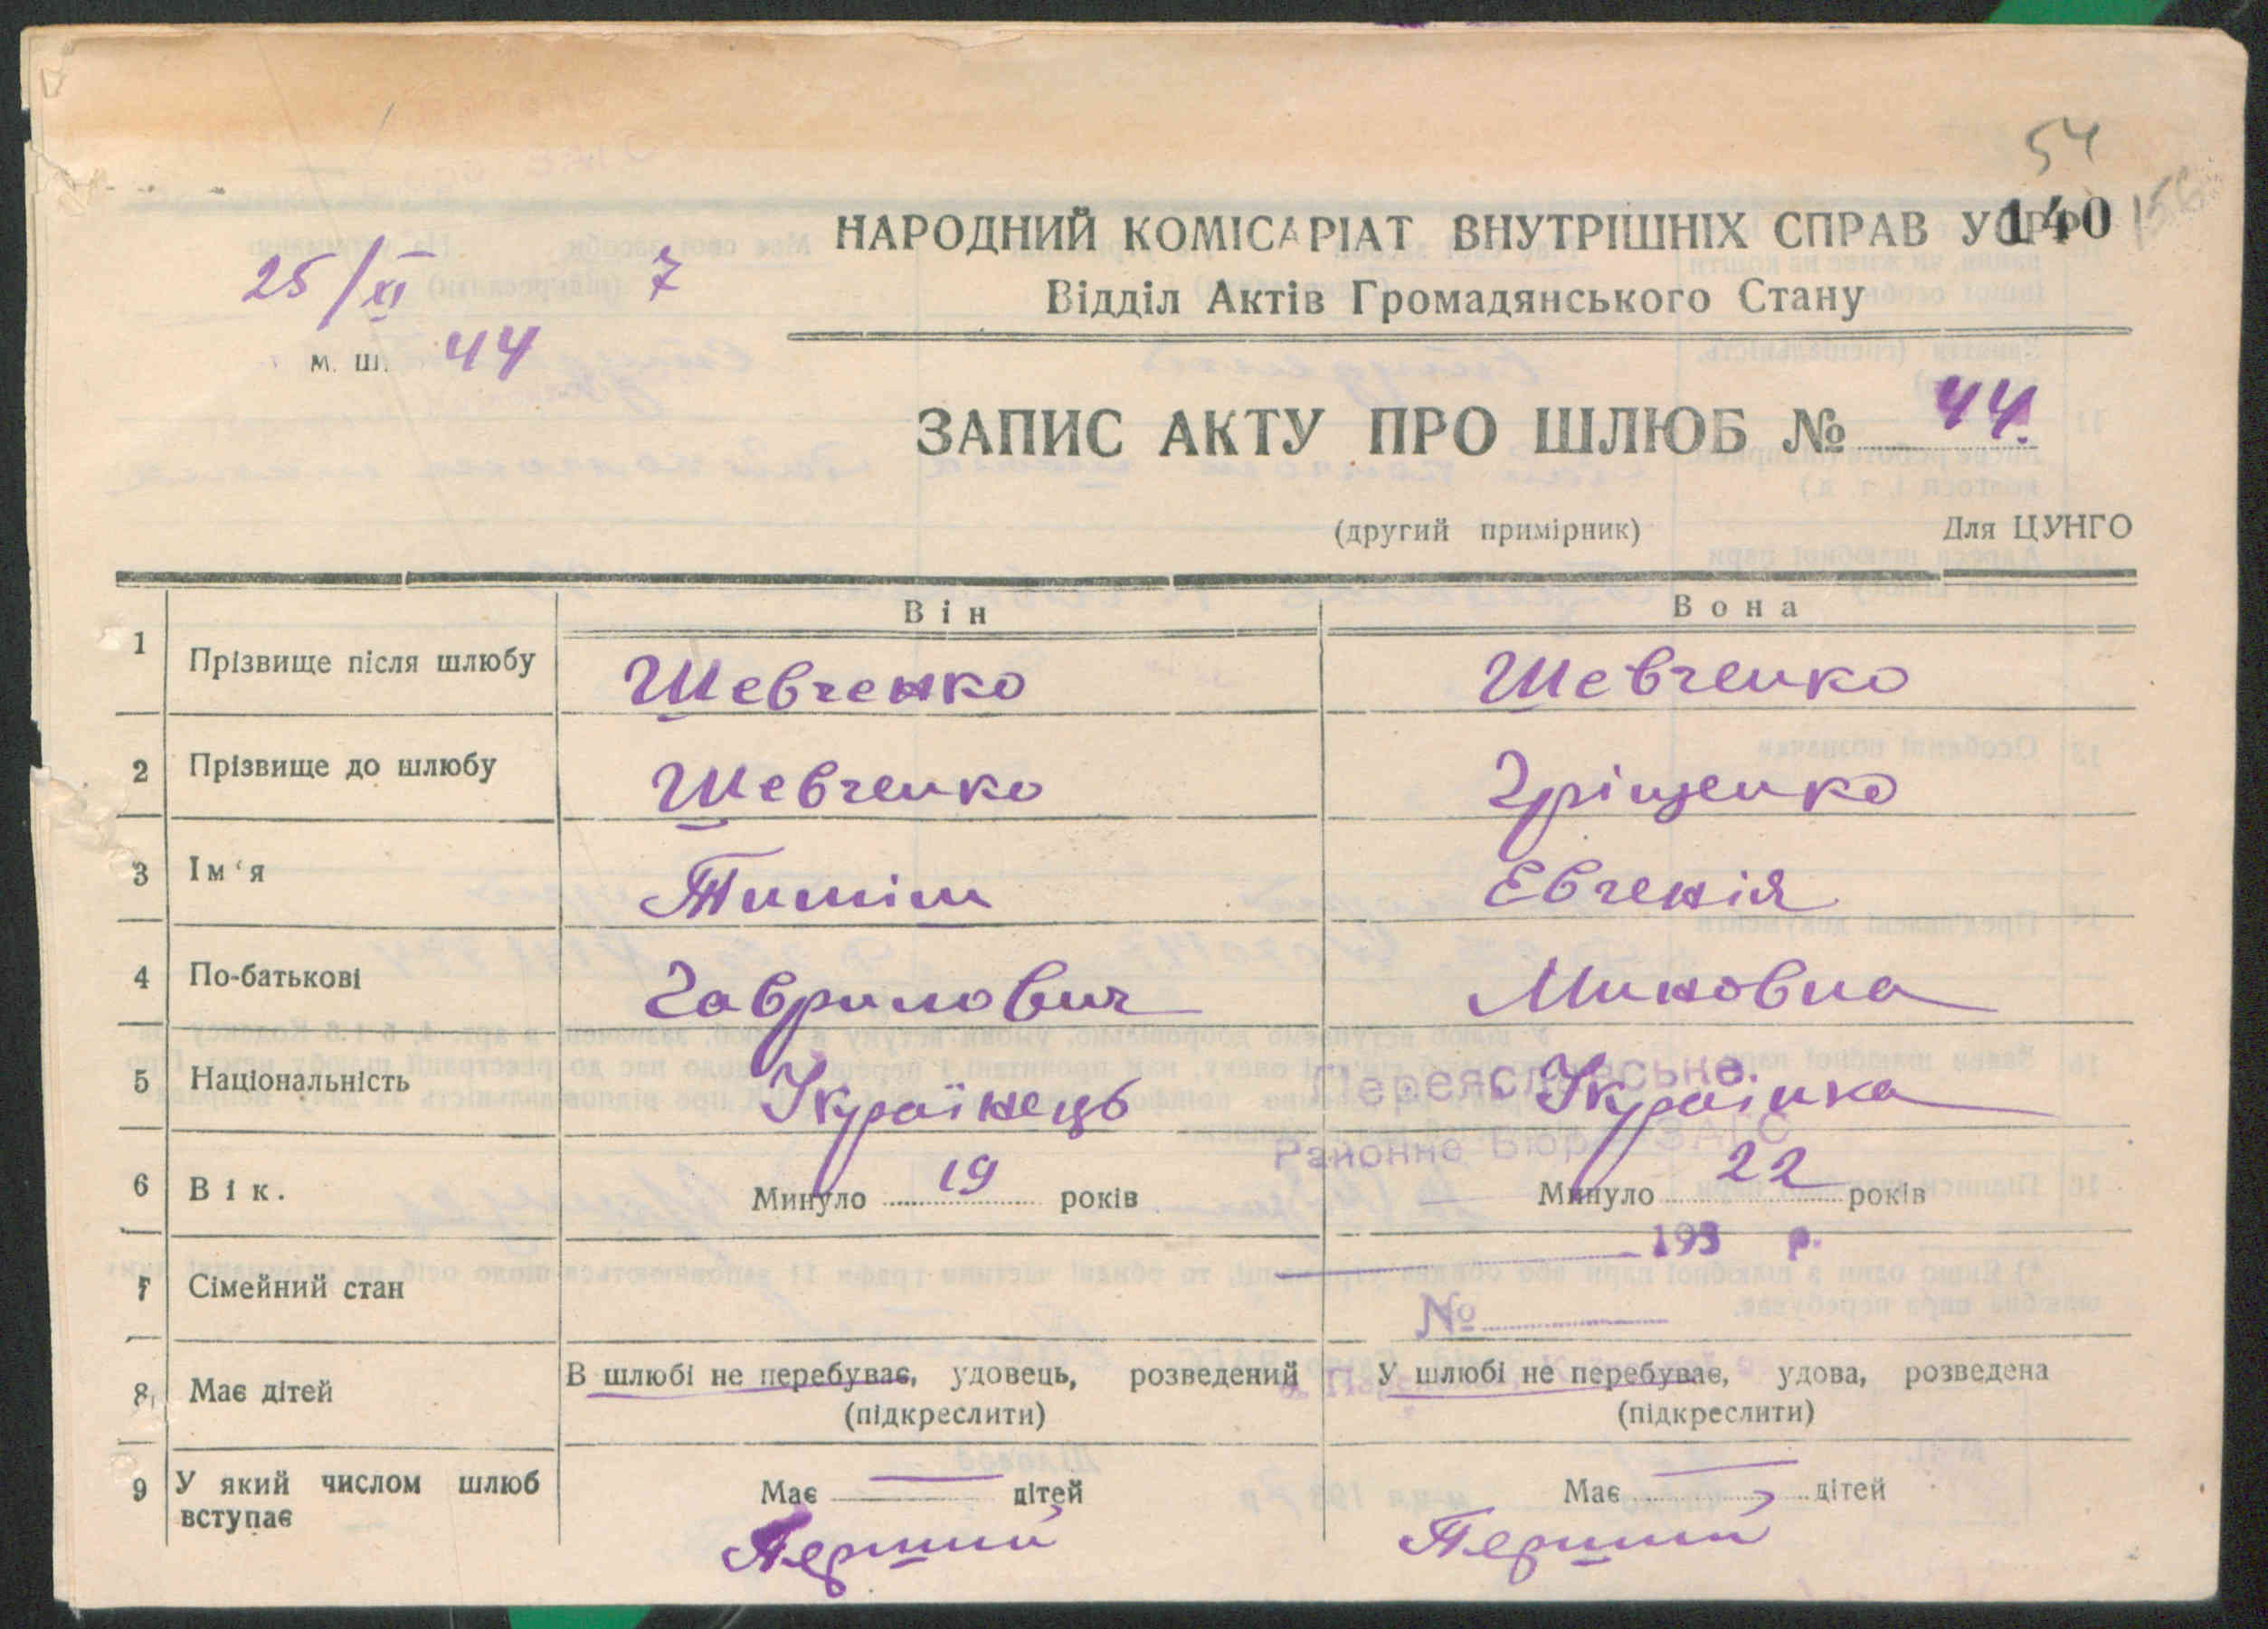 54
НАРОДНИЙ КОМІСАРІАТ ВНУТРІШНІХ СПРАВ УСРР 140 156
25/XI 7
Відділ Актів Громадянського Стану
м. ш. 44
ЗАПИС АКТУ ПРО ШЛЮБ № 44.
(другий примірник) Для ЦУНГО
Він Вона
1 Прізвище після шлюбу Шевченко Шевченко
2 Прізвище до шлюбу Шевченко Гріщенко
3 Ім‘я Тиміш Евгенія
4 По-батькові Гаврилович Миновна
5 Національність Українець Українка
Переяславське
Районне Бюро ЗАГС
6 Вік. Минуло 19 років Минуло 22 років
193 р.
7 Сімейний стан
№
8 Має дітей В шлюбі не перебуває, удовець, розведений У шлюбі не перебуває, удова, розведена
(підкреслити) (підкреслити)
9 У який числом шлюб вступає Має — дітей Має — дітей
Перший Перший